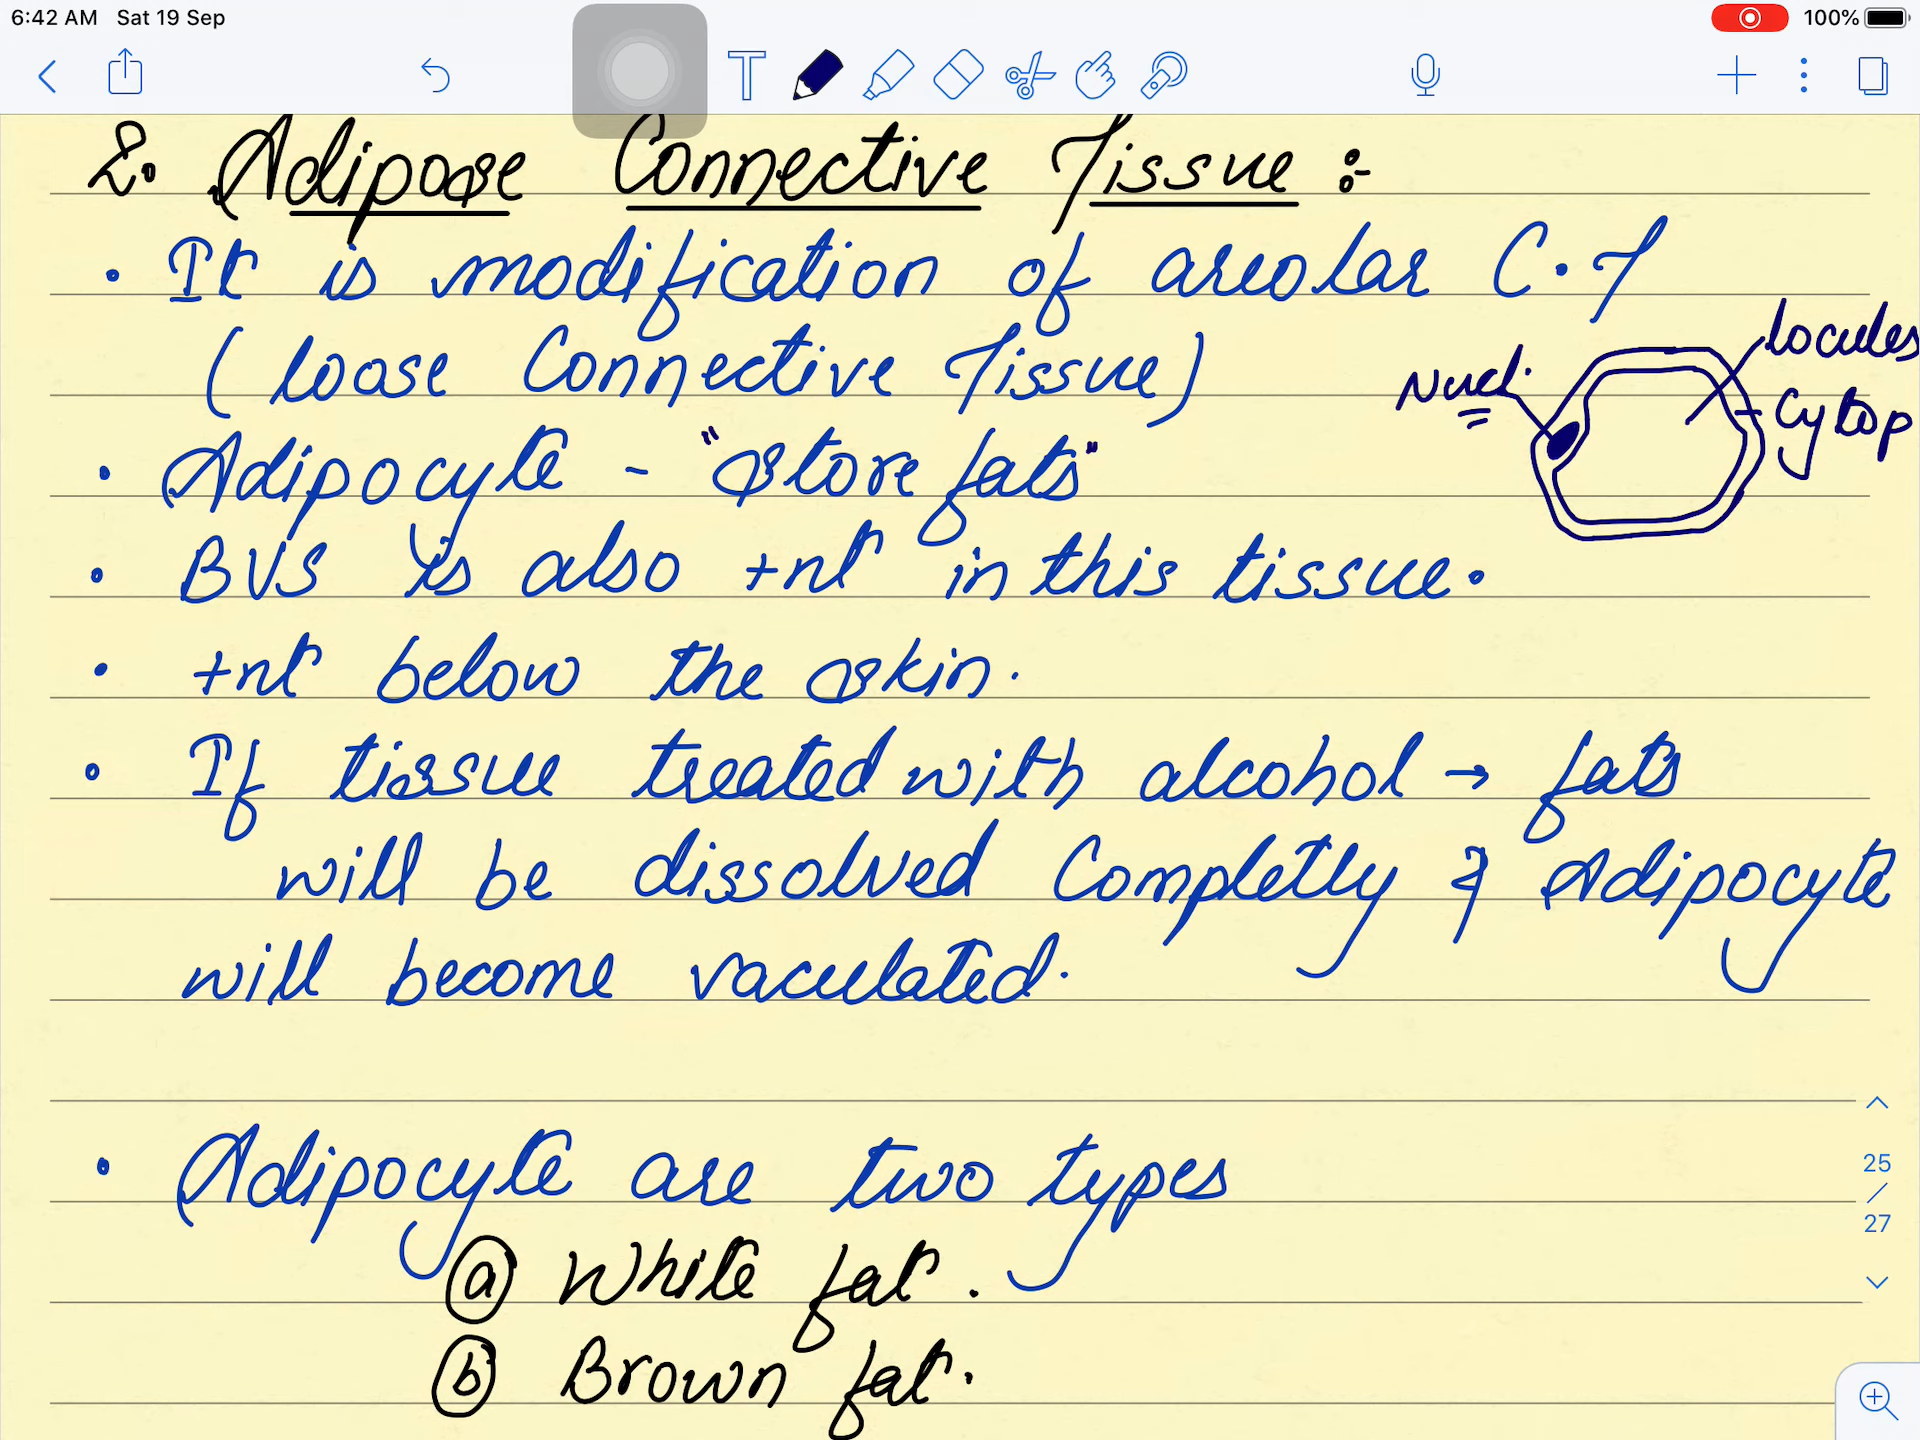 6:42 AM Sat 19 Sep
100%
T
2. Adipose Connective Tissue :-
• It is modification of areolar C.T
(loose Connective Tissue)
locules
Nucl.
Cytop
• Adipocyte - "Store fats"
• BVS is also +nt in this tissue.
• +nt below the skin.
• If tissue treated with alcohol → fats
will be dissolved Completly & Adipocyte
will become vaculated.
• Adipocyte are two types
25
/
27
(a) White fat.
(b) Brown fat.